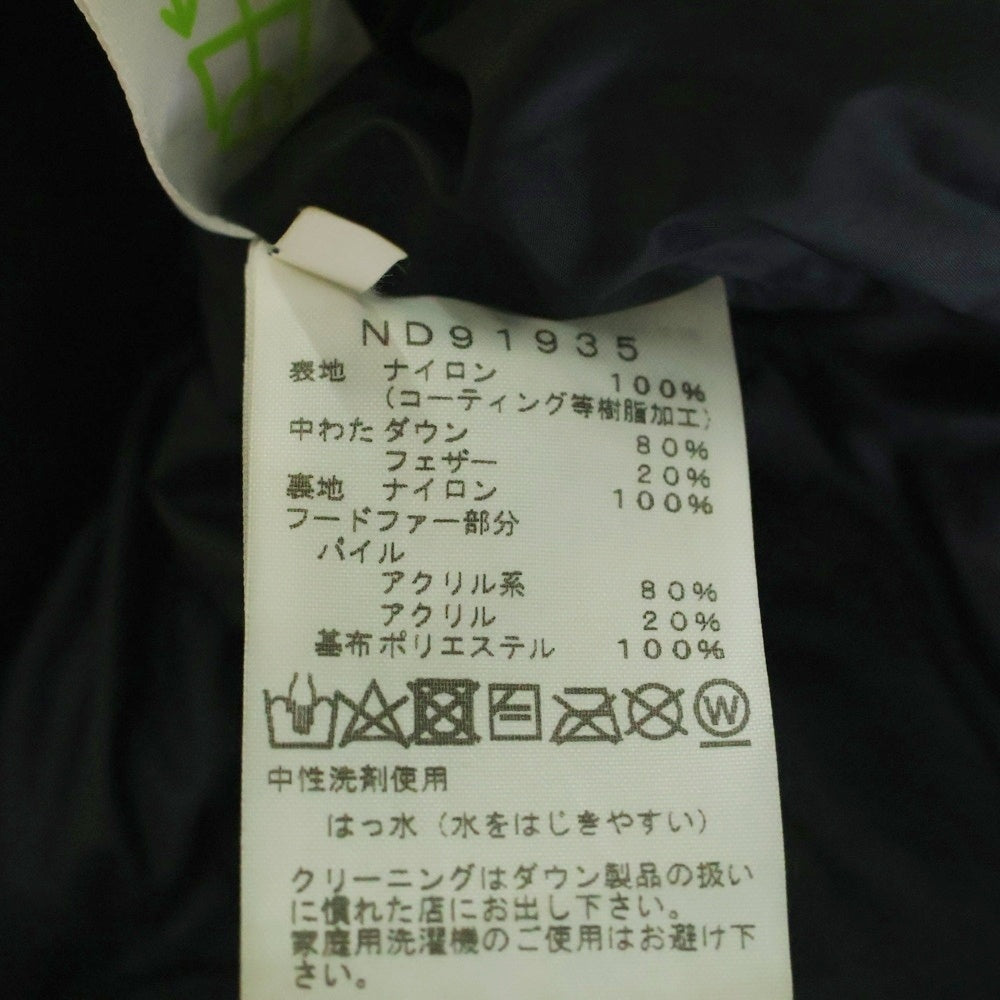 ND91935
表地 ナイロン 100%
(コーティング等樹脂加工)
中わた ダウン 80%
フェザー 20%
裏地 ナイロン 100%
フードファー部分
パイル
アクリル系 80%
アクリル 20%
基布 ポリエステル 100%
W
中性洗剤使用
はっ水(水をはじきやすい)
クリーニングはダウン製品の扱い
に慣れた店にお出し下さい。
家庭用洗濯機のご使用はお避け下
さい。